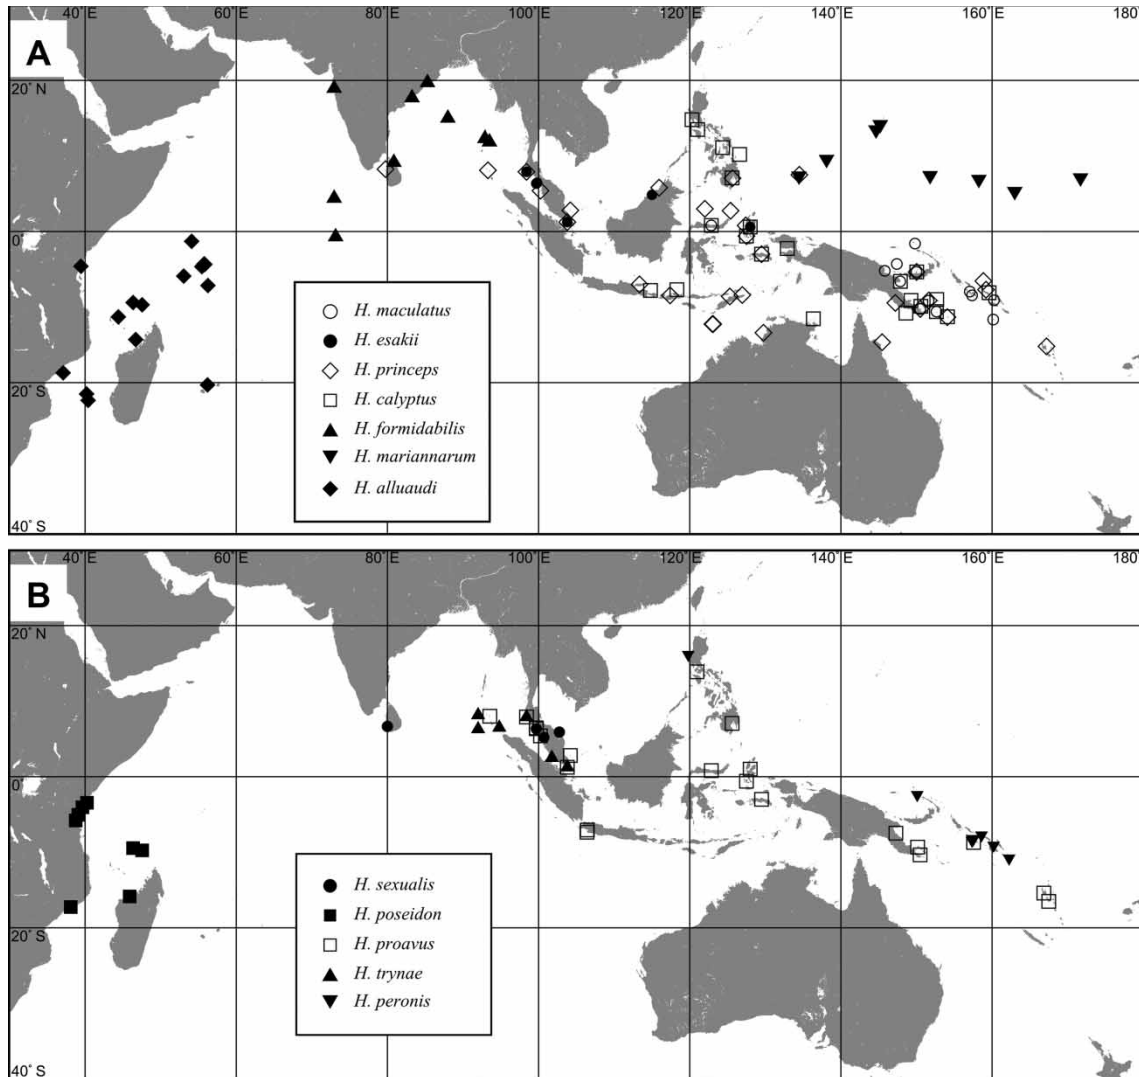 40°E 60°E 80°E 100°E 120°E 140°E 160°E 180°
A
20°N
0°
20°S
40°S
H. maculatus
H. esakii
H. princeps
H. calyptus
H. formidabilis
H. mariannarum
H. alluaudi
40°E 60°E 80°E 100°E 120°E 140°E 160°E 180°
B
20°N
0°
20°S
40°S
H. sexualis
H. poseidon
H. proavus
H. trynae
H. peronis